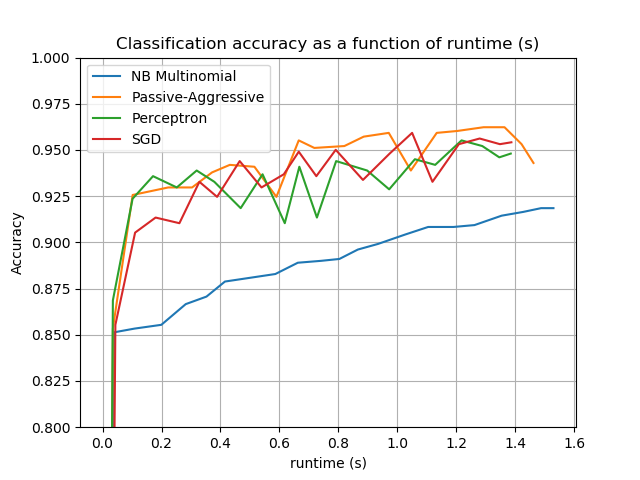 Classification accuracy as a function of runtime (s)
NB Multinomial
Passive-Aggressive
Perceptron
SGD
Accuracy
1.000
0.975
0.950
0.925
0.900
0.875
0.850
0.825
0.800
0.0 0.2 0.4 0.6 0.8 1.0 1.2 1.4 1.6
runtime (s)